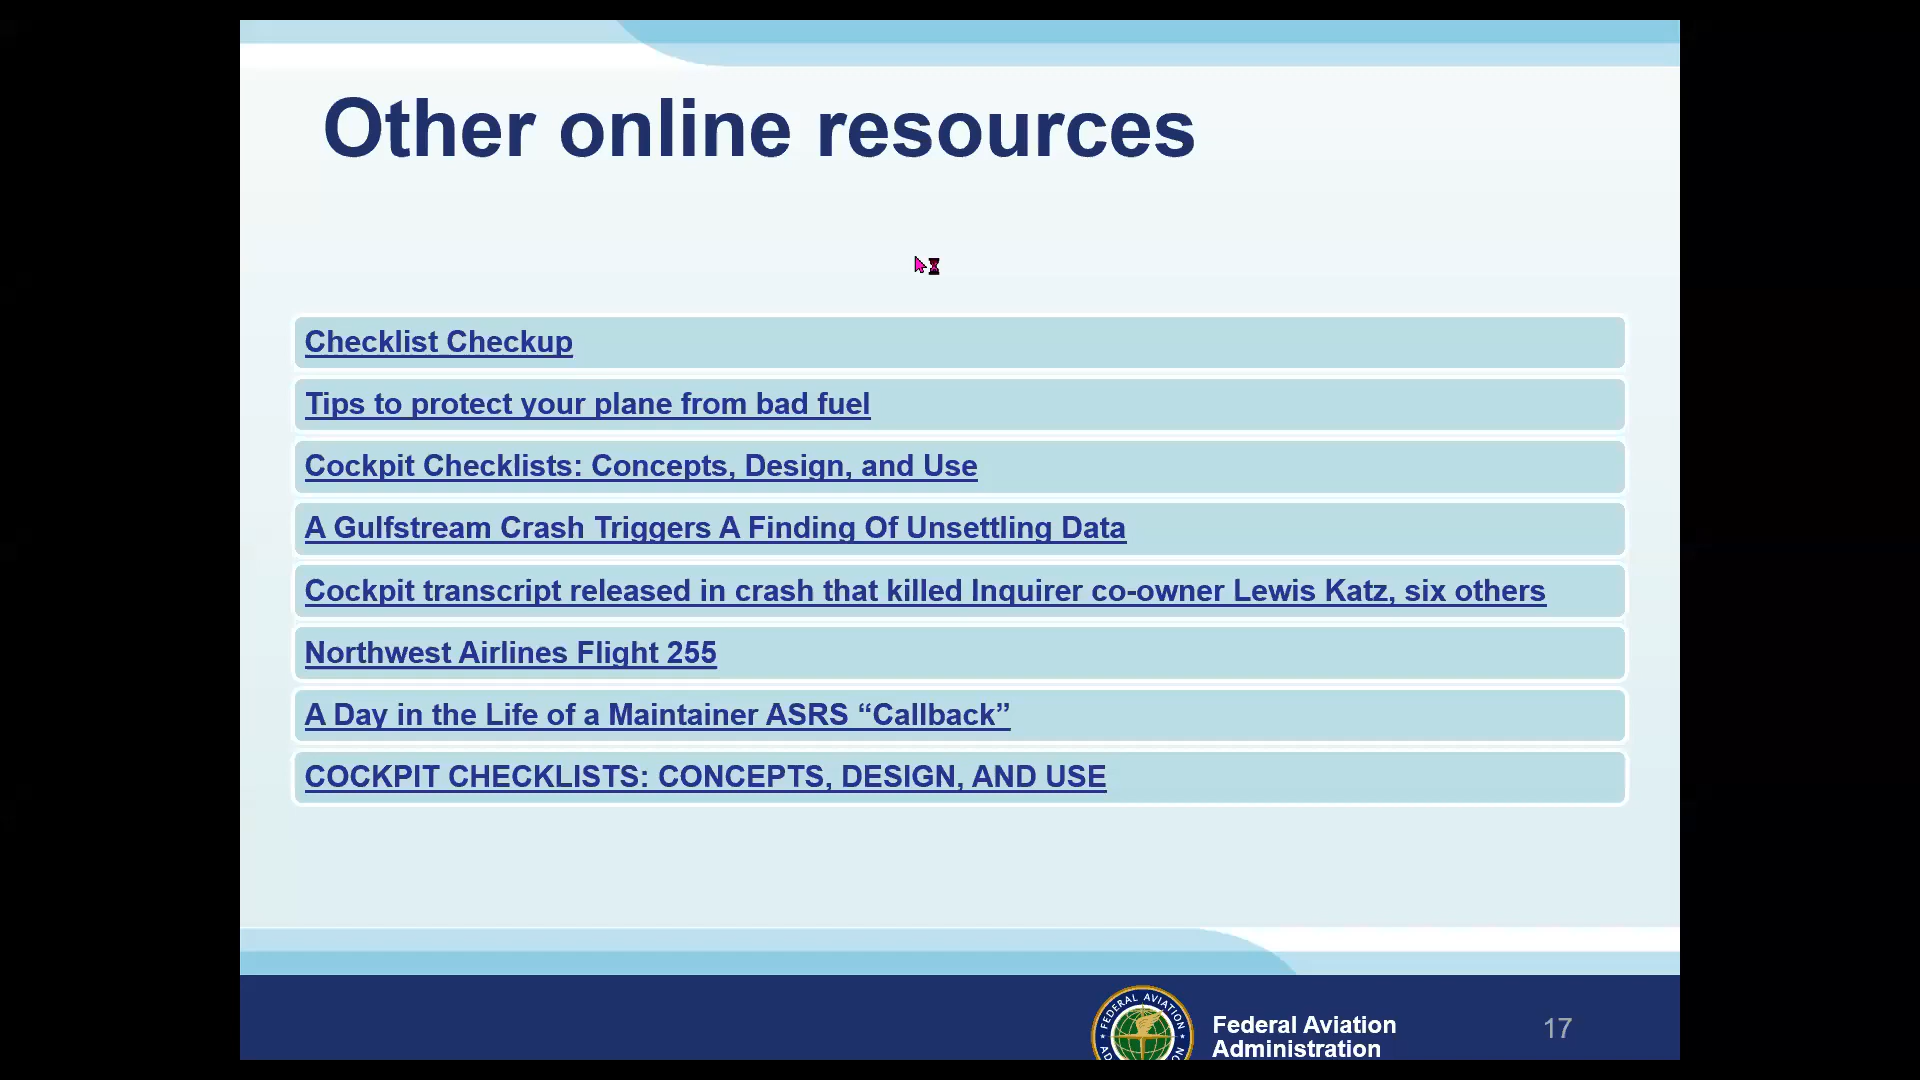 Other online resources
Checklist Checkup
Tips to protect your plane from bad fuel
Cockpit Checklists: Concepts, Design, and Use
A Gulfstream Crash Triggers A Finding Of Unsettling Data
Cockpit transcript released in crash that killed Inquirer co-owner Lewis Katz, six others
Northwest Airlines Flight 255
A Day in the Life of a Maintainer ASRS “Callback”
COCKPIT CHECKLISTS: CONCEPTS, DESIGN, AND USE
FEDERAL AVIATION
Federal Aviation
Administration
17